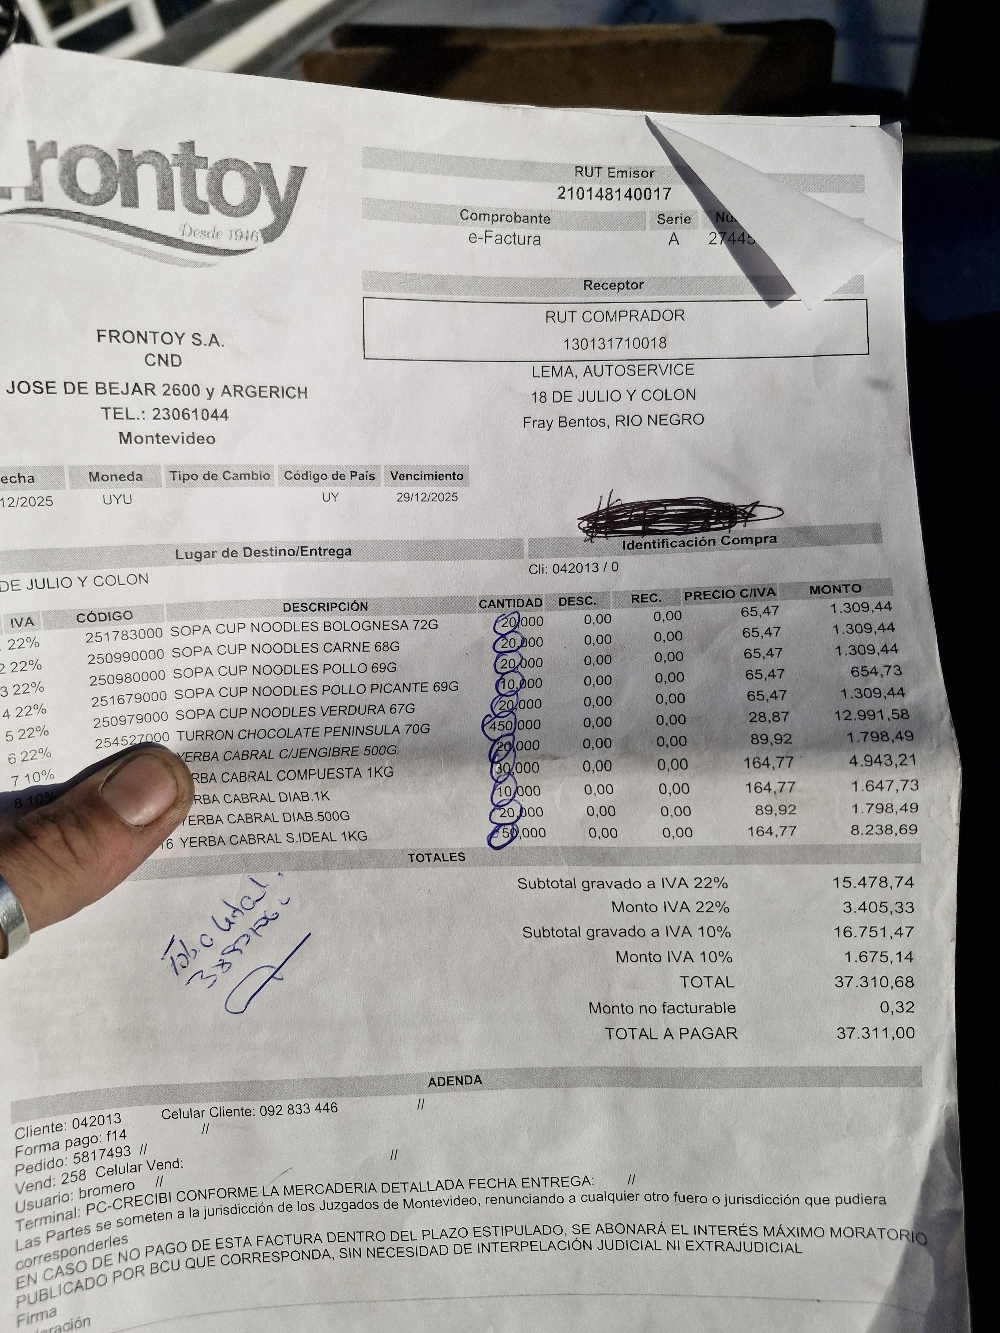 rontoy
Desde 1946
RUT Emisor
210148140017
Comprobante Serie
e-Factura A 27445
Receptor
RUT COMPRADOR
130131710018
LEMA, AUTOSERVICE
18 DE JULIO Y COLON
Fray Bentos, RIO NEGRO
FRONTOY S.A.
CND
JOSE DE BEJAR 2600 y ARGERICH
TEL.: 23061044
Montevideo
echa Moneda Tipo de Cambio Código de País Vencimiento
12/2025 UYU UY 29/12/2025
Lugar de Destino/Entrega Identificación Compra
DE JULIO Y COLON Cli: 042013 / 0
IVA CÓDIGO DESCRIPCIÓN CANTIDAD DESC. REC. PRECIO C/IVA MONTO
22% 251783000 SOPA CUP NOODLES BOLOGNESA 72G 20,000 0,00 0,00 65,47 1.309,44
2 22% 250990000 SOPA CUP NOODLES CARNE 68G 20,000 0,00 0,00 65,47 1.309,44
3 22% 250980000 SOPA CUP NOODLES POLLO 69G 20,000 0,00 0,00 65,47 1.309,44
4 22% 251679000 SOPA CUP NOODLES POLLO PICANTE 69G 10,000 0,00 0,00 65,47 654,73
5 22% 250979000 SOPA CUP NOODLES VERDURA 67G 20,000 0,00 0,00 65,47 1.309,44
6 22% 254527000 TURRON CHOCOLATE PENINSULA 70G 450,000 0,00 0,00 28,87 12.991,58
7 10% YERBA CABRAL C/JENGIBRE 500G 20,000 0,00 0,00 89,92 1.798,49
8 10% RBA CABRAL COMPUESTA 1KG 30,000 0,00 0,00 164,77 4.943,21
RBA CABRAL DIAB.1K 10,000 0,00 0,00 164,77 1.647,73
YERBA CABRAL DIAB.500G 20,000 0,00 0,00 89,92 1.798,49
16 YERBA CABRAL S.IDEAL 1KG 50,000 0,00 0,00 164,77 8.238,69
TOTALES
Subtotal gravado a IVA 22% 15.478,74
Monto IVA 22% 3.405,33
Subtotal gravado a IVA 10% 16.751,47
Monto IVA 10% 1.675,14
TOTAL 37.310,68
Monto no facturable 0,32
TOTAL A PAGAR 37.311,00
ADENDA
Cliente: 042013 Celular Cliente: 092 833 446 //
Forma pago: f14 //
Pedido: 5817493 //
Vend: 258 Celular Vend: //
Usuario: bromero //
Terminal: PC-CRECIBI CONFORME LA MERCADERIA DETALLADA FECHA ENTREGA: //
Las Partes se someten a la jurisdicción de los Juzgados de Montevideo, renunciando a cualquier otro fuero o jurisdicción que pudiera
corresponderles
EN CASO DE NO PAGO DE ESTA FACTURA DENTRO DEL PLAZO ESTIPULADO, SE ABONARÁ EL INTERÉS MÁXIMO MORATORIO
PUBLICADO POR BCU QUE CORRESPONDA, SIN NECESIDAD DE INTERPELACIÓN JUDICIAL NI EXTRAJUDICIAL
Firma
laración